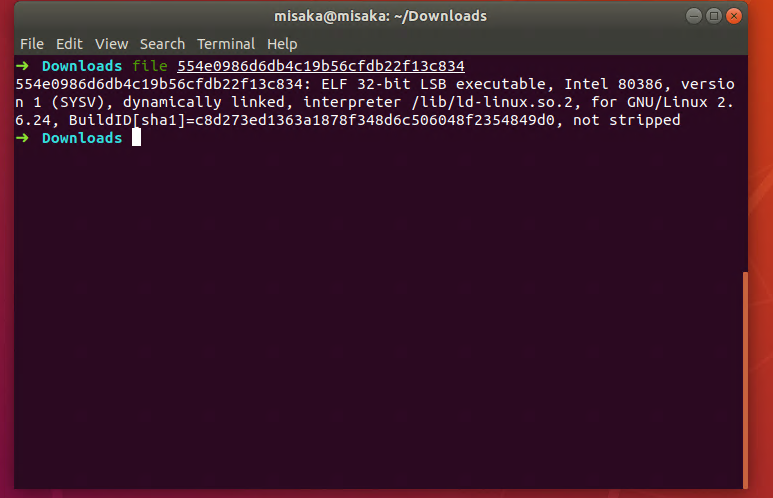 misaka@misaka: ~/Downloads
File Edit View Search Terminal Help
➜ Downloads file 554e0986d6db4c19b56cfdb22f13c834
554e0986d6db4c19b56cfdb22f13c834: ELF 32-bit LSB executable, Intel 80386, versio
n 1 (SYSV), dynamically linked, interpreter /lib/ld-linux.so.2, for GNU/Linux 2.
6.24, BuildID[sha1]=c8d273ed1363a1878f348d6c506048f2354849d0, not stripped
➜ Downloads